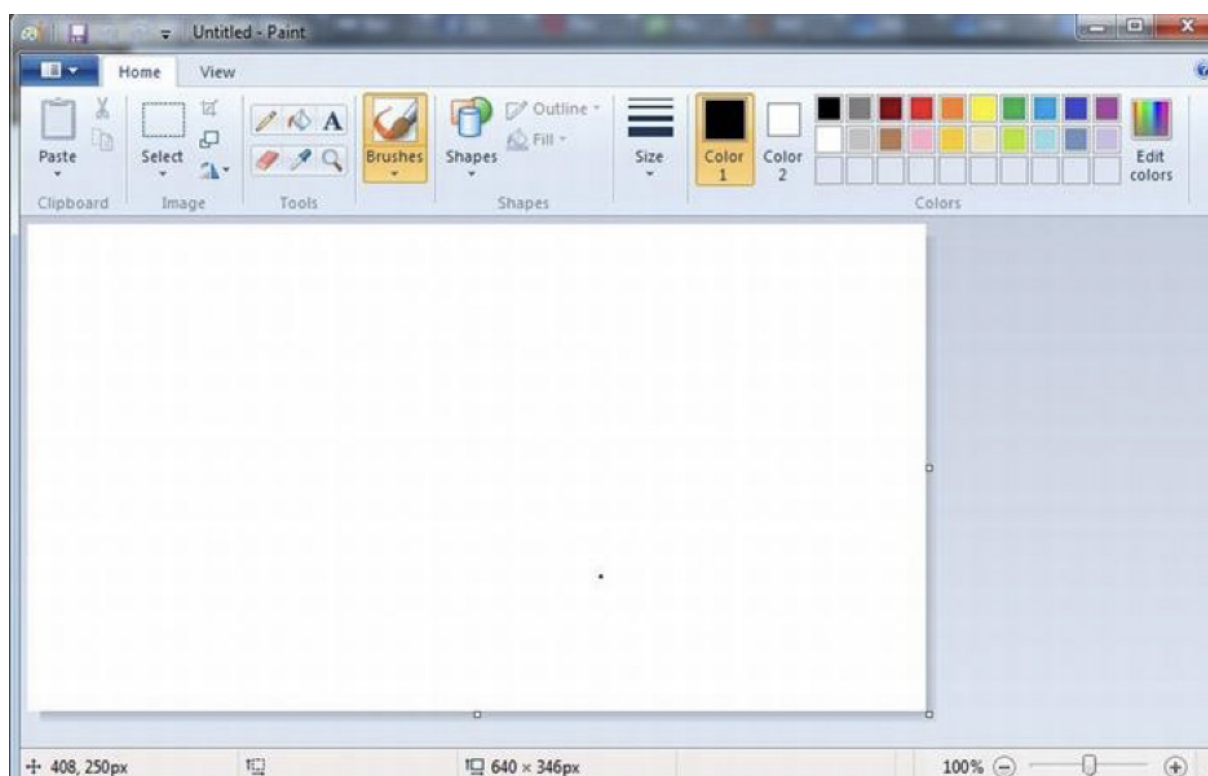 Untitled - Paint
Home View
Paste
Select
A
Brushes
Shapes
Outline
Fill
Size
Color 1
Color 2
Edit colors
Clipboard Image Tools Shapes Colors
408, 250px 640 × 346px 100%